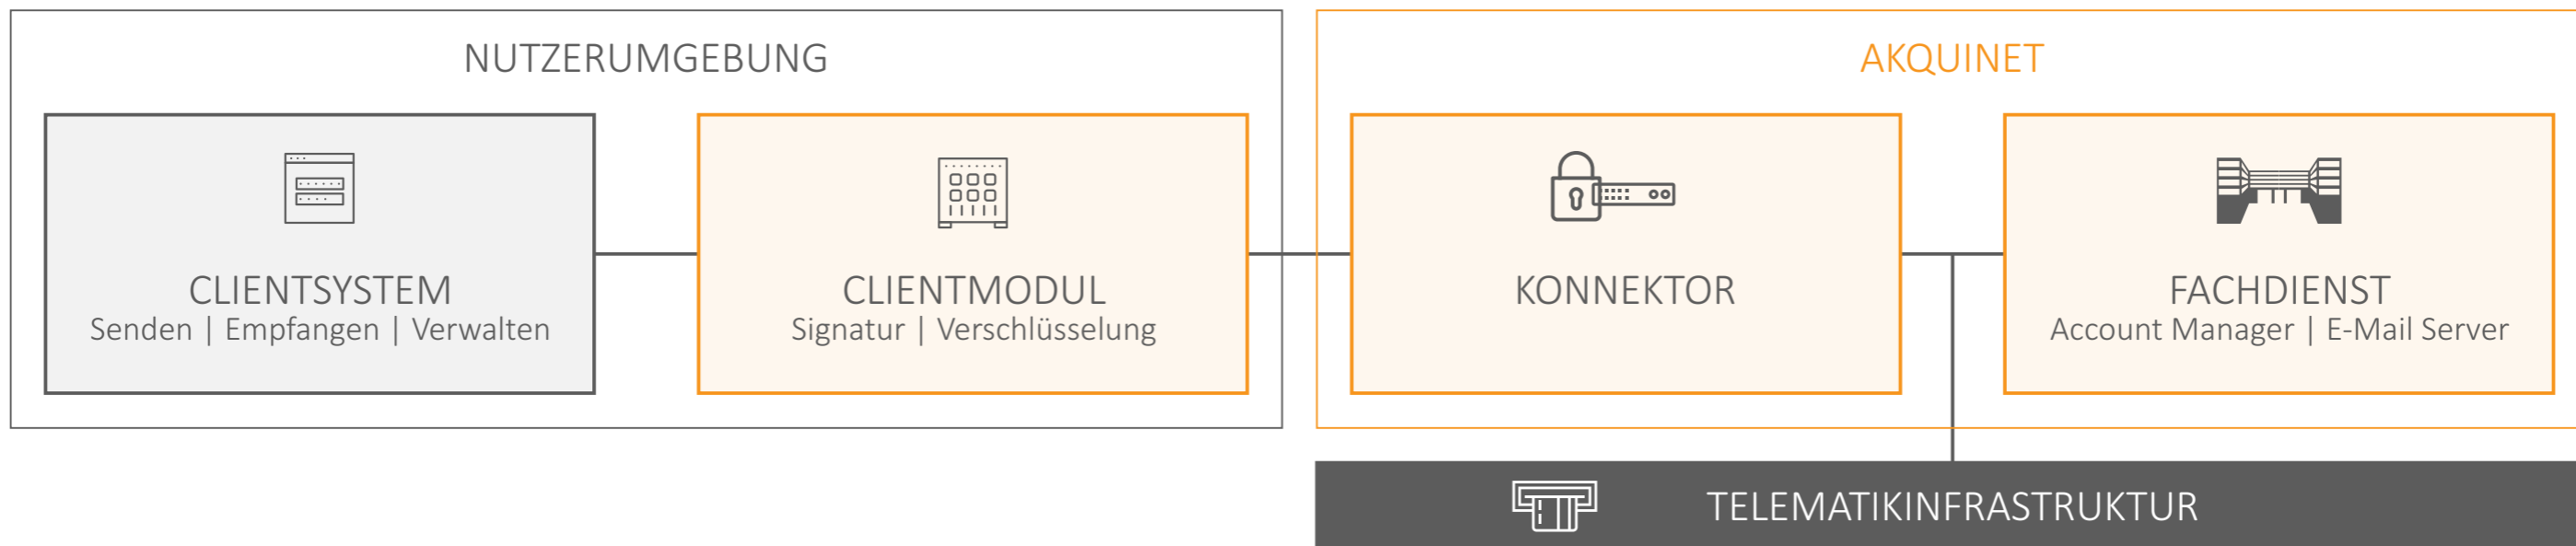 NUTZERUMGEBUNG
CLIENTSYSTEM
Senden | Empfangen | Verwalten
CLIENTMODUL
Signatur | Verschlüsselung
AKQUINET
KONNEKTOR
FACHDIENST
Account Manager | E-Mail Server
TELEMATIKINFRASTRUKTUR